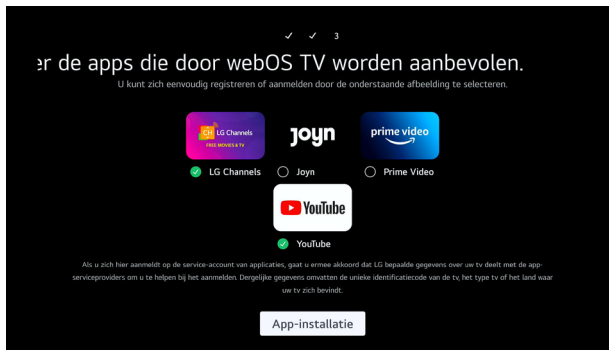 3
er de apps die door webOS TV worden aanbevolen.
U kunt zich eenvoudig registreren of aanmelden door de onderstaande afbeelding te selecteren.
CH LG Channels
FREE MOVIES & TV
Joyn
prime video
LG Channels
Joyn
Prime Video
YouTube
YouTube
Als u zich hier aanmeldt op de service-account van applicaties, gaat u ermee akkoord dat LG bepaalde gegevens over uw tv deelt met de app-
serviceproviders om u te helpen bij het aanmelden. Dergelijke gegevens omvatten de unieke identificatiecode van de tv, het type tv of het land waar
uw tv zich bevindt.
App-installatie